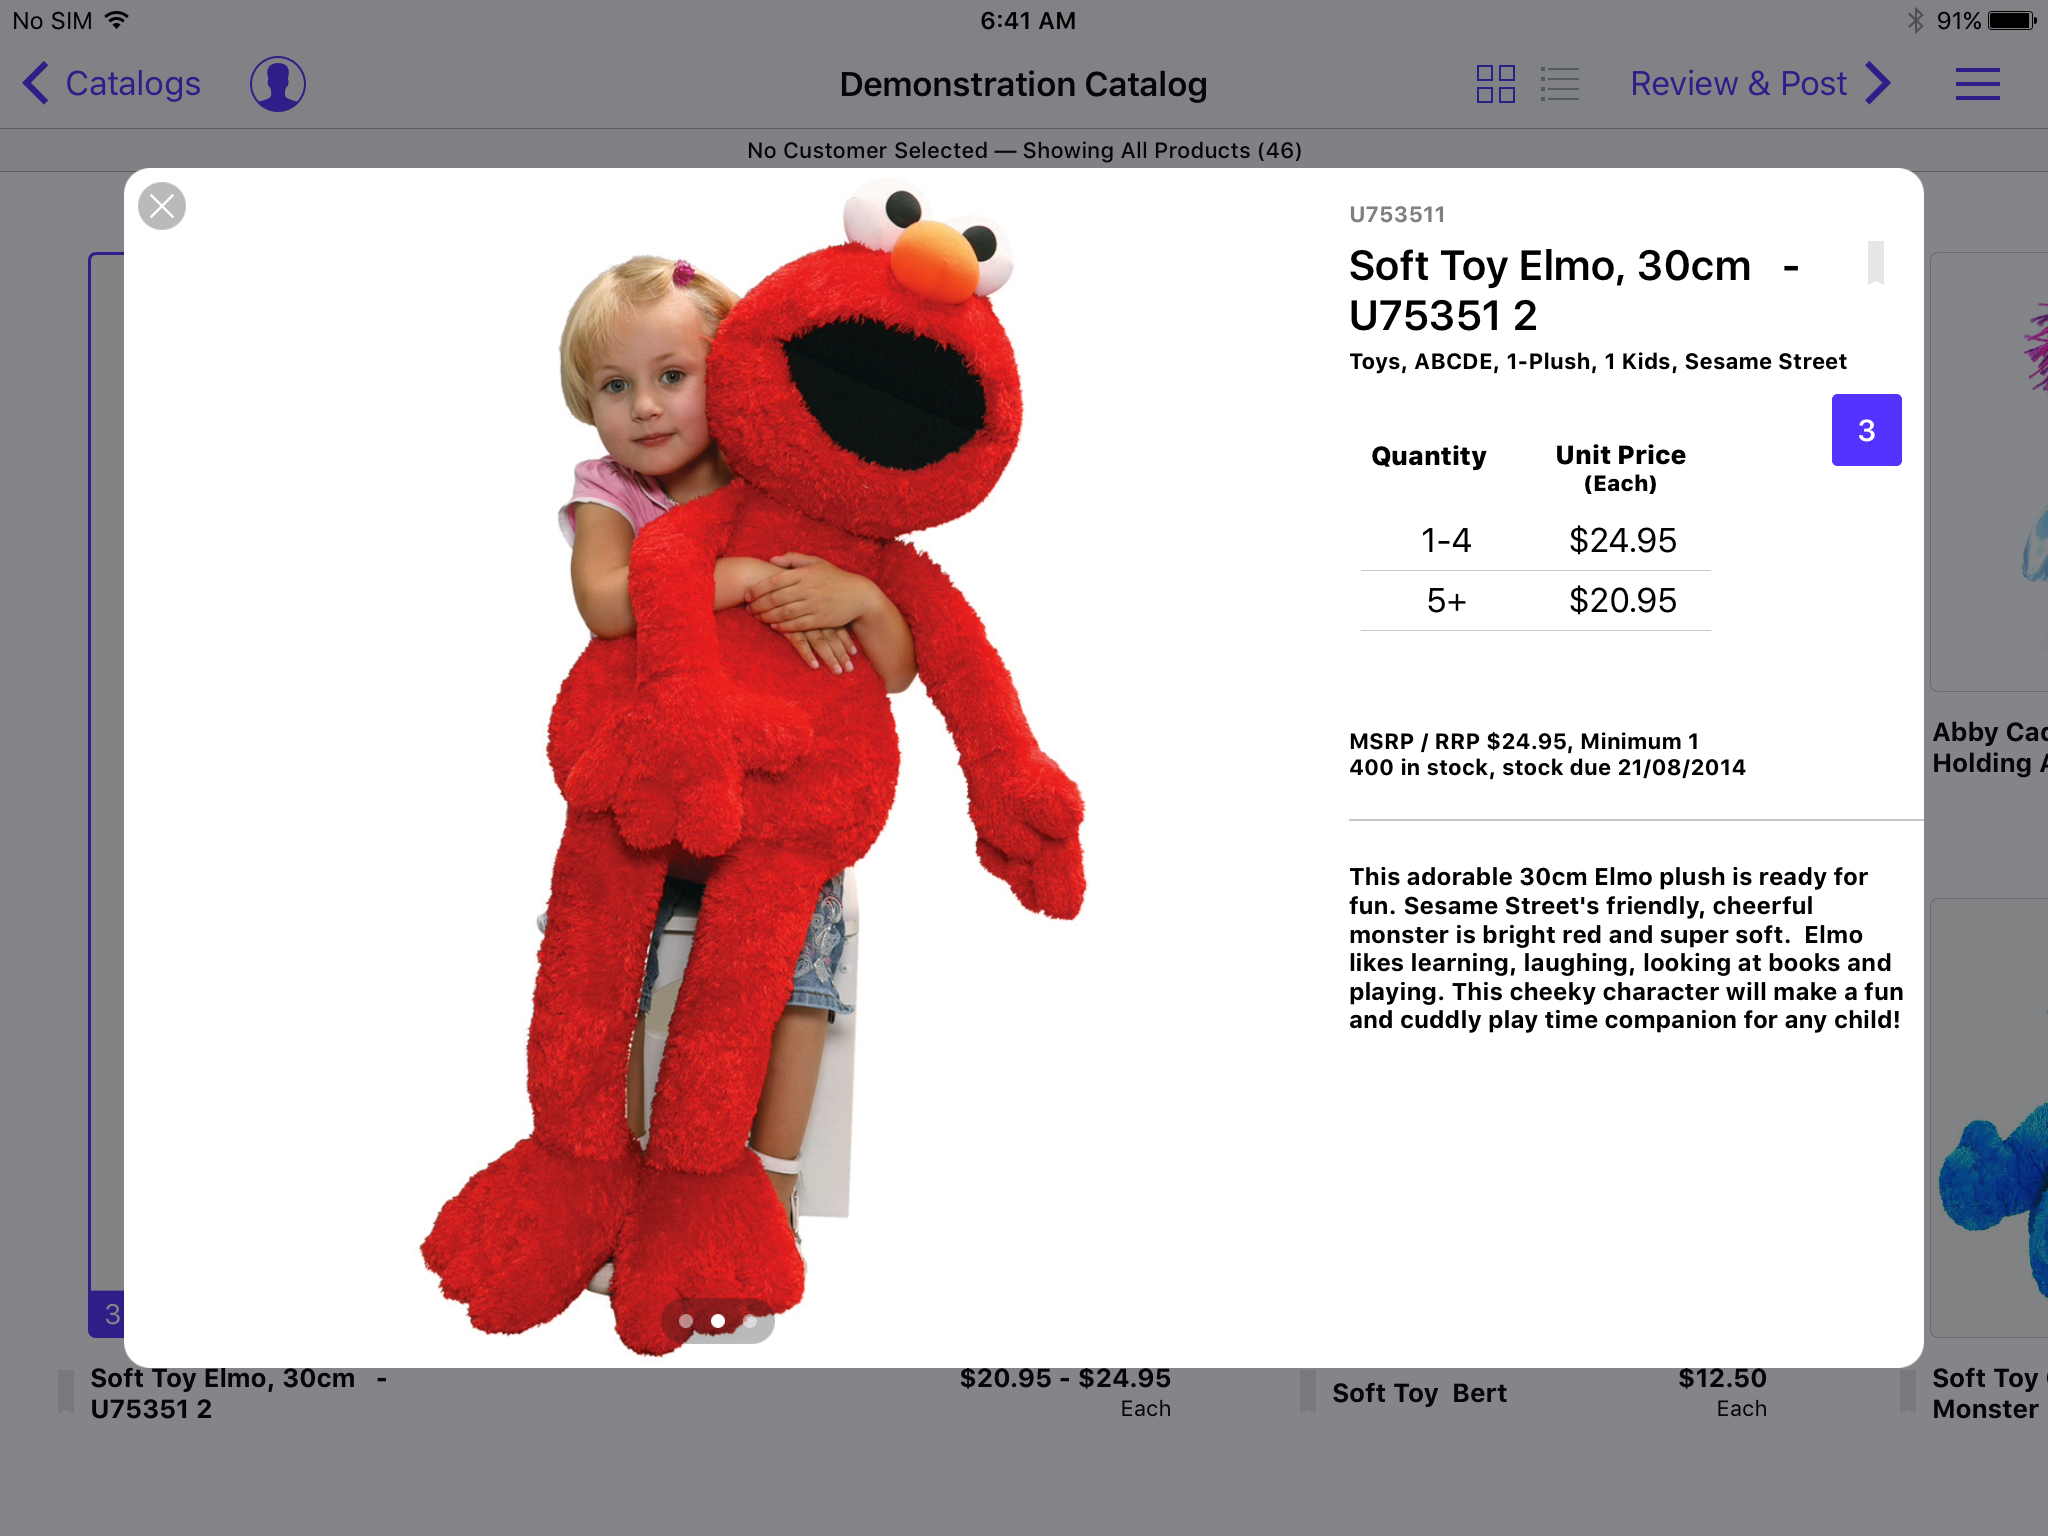 No SIM
6:41 AM
91%
Catalogs
Demonstration Catalog
Review & Post
No Customer Selected — Showing All Products (46)
U753511
Soft Toy Elmo, 30cm   -
U75351 2
Toys, ABCDE, 1-Plush, 1 Kids, Sesame Street
3
Quantity
Unit Price
(Each)
1-4
$24.95
5+
$20.95
MSRP / RRP $24.95, Minimum 1
400 in stock, stock due 21/08/2014
This adorable 30cm Elmo plush is ready for
fun. Sesame Street's friendly, cheerful
monster is bright red and super soft.  Elmo
likes learning, laughing, looking at books and
playing. This cheeky character will make a fun
and cuddly play time companion for any child!
Abby
Holding
3
Soft Toy Elmo, 30cm   -
U75351 2
$20.95 - $24.95
Each
Soft Toy  Bert
$12.50
Each
Soft Toy
Monster